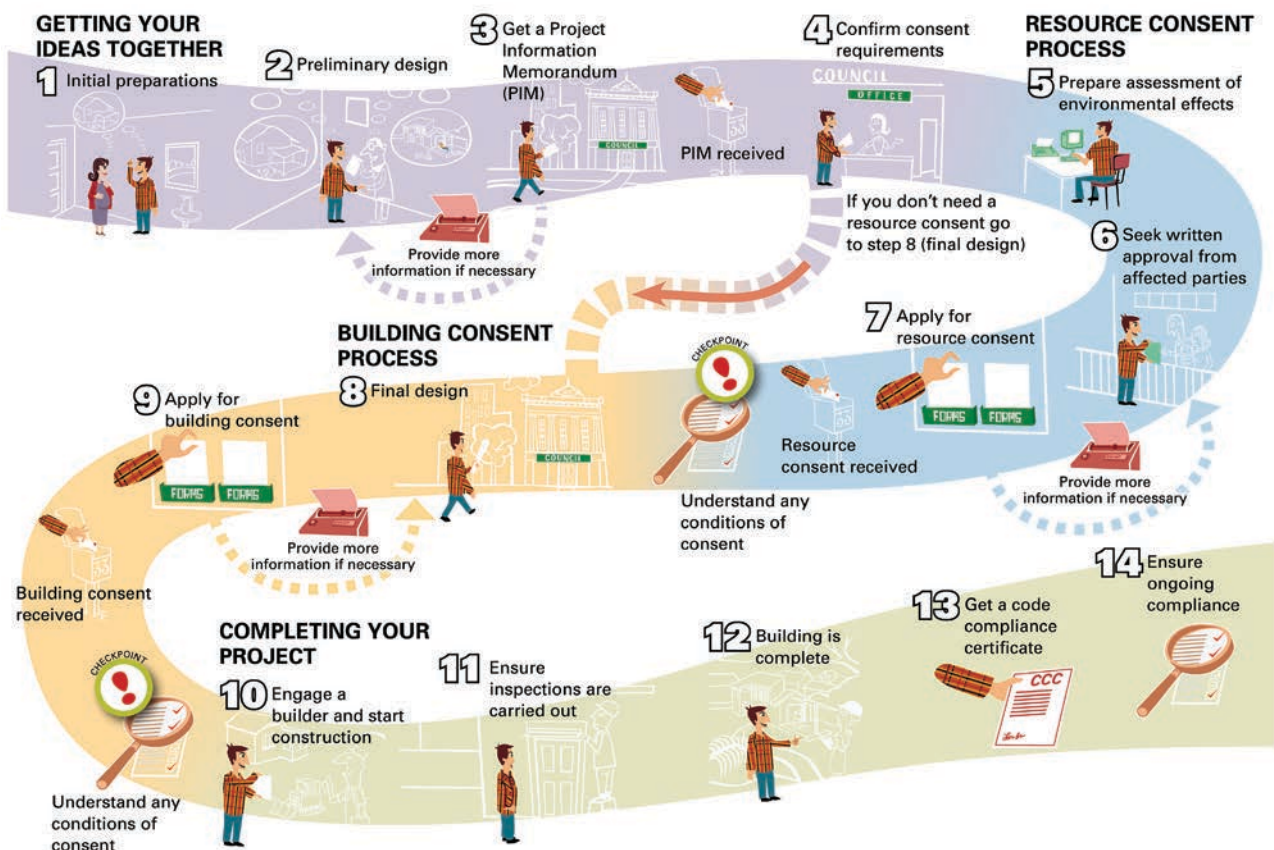 GETTING YOUR
IDEAS TOGETHER
1 Initial preparations
2 Preliminary design
3 Get a Project
Information
Memorandum
(PIM)
COUNCIL
Provide more
information if necessary
PIM received
4 Confirm consent
requirements
COUNCIL
OFFICE
If you don't need a
resource consent go
to step 8 (final design)
RESOURCE CONSENT
PROCESS
5 Prepare assessment of
environmental effects
6 Seek written
approval from
affected parties
Provide more
information if necessary
7 Apply for
resource consent
FORMS FORMS
33
Resource
consent received
CHECKPOINT
Understand any
conditions of
consent
BUILDING CONSENT
PROCESS
8 Final design
COUNCIL
9 Apply for
building consent
FORMS FORMS
Provide more
information if necessary
33
Building consent
received
CHECKPOINT
Understand any
conditions of
consent
COMPLETING YOUR
PROJECT
10 Engage a
builder and start
construction
11 Ensure
inspections are
carried out
12 Building is
complete
13 Get a code
compliance
certificate
CCC
14 Ensure
ongoing
compliance